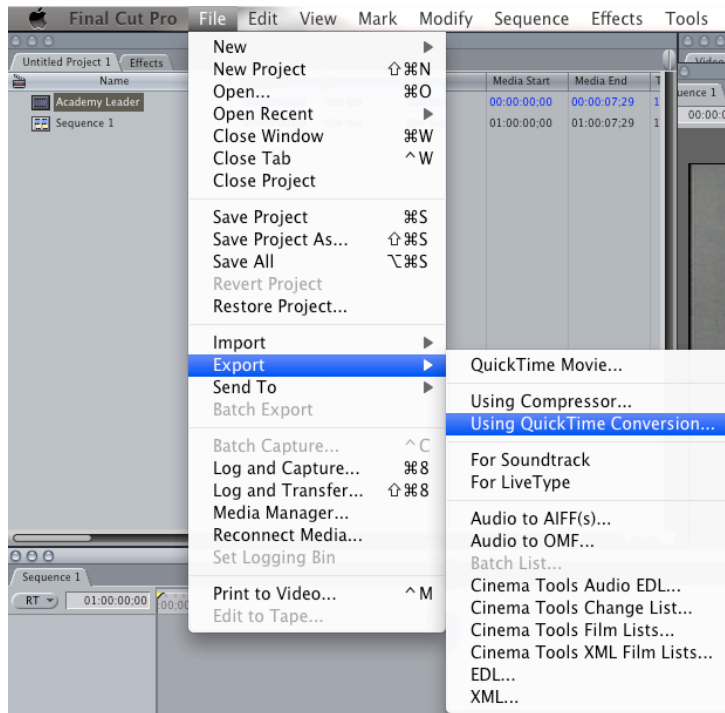 Final Cut Pro File Edit View Mark Modify Sequence Effects Tools
Untitled Project 1 Effects
Name Media Start Media End
Academy Leader 00:00:00;00 00:00:07;29
Sequence 1 01:00:00;00 01:00:07;29
New
New Project ⇧⌘N
Open... ⌘O
Open Recent
Close Window ⌘W
Close Tab ^W
Close Project
Save Project ⌘S
Save Project As... ⇧⌘S
Save All ⌥⌘S
Revert Project
Restore Project...
Import
Export
Send To
Batch Export
Batch Capture... ^C
Log and Capture... ⌘8
Log and Transfer... ⇧⌘8
Media Manager...
Reconnect Media...
Set Logging Bin
Print to Video... ^M
Edit to Tape...
QuickTime Movie...
Using Compressor...
Using QuickTime Conversion...
For Soundtrack
For LiveType
Audio to AIFF(s)...
Audio to OMF...
Batch List...
Cinema Tools Audio EDL...
Cinema Tools Change List...
Cinema Tools Film Lists...
Cinema Tools XML Film Lists...
EDL...
XML...
Sequence 1
RT 01:00:00;00